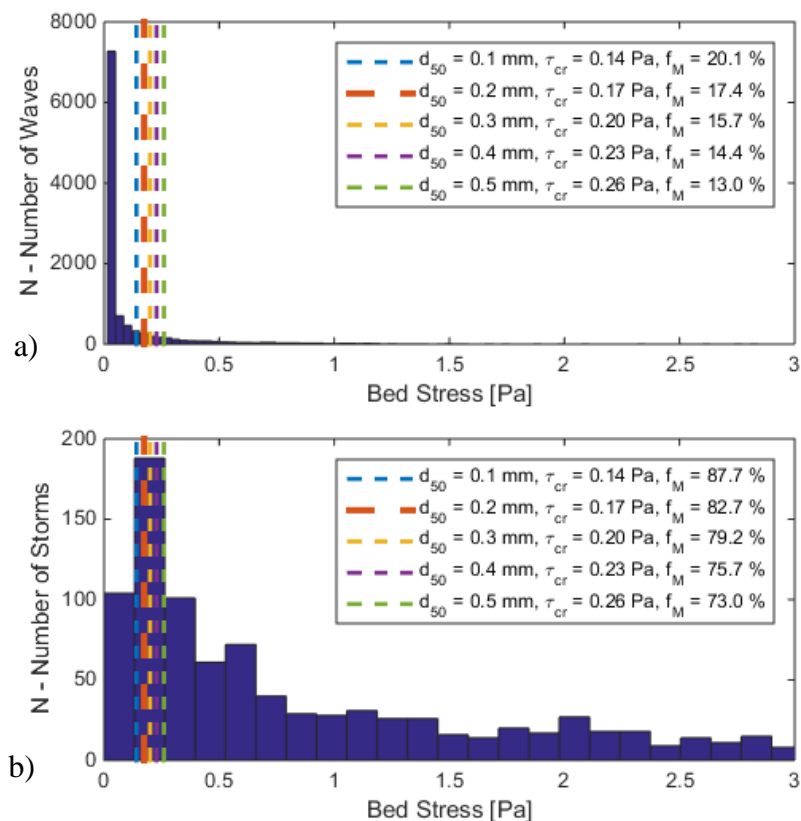 8000
6000
4000
2000
0
N - Number of Waves
d50 = 0.1 mm, τcr = 0.14 Pa, fM = 20.1 %
d50 = 0.2 mm, τcr = 0.17 Pa, fM = 17.4 %
d50 = 0.3 mm, τcr = 0.20 Pa, fM = 15.7 %
d50 = 0.4 mm, τcr = 0.23 Pa, fM = 14.4 %
d50 = 0.5 mm, τcr = 0.26 Pa, fM = 13.0 %
a)
0 0.5 1 1.5 2 2.5 3
Bed Stress [Pa]
200
150
100
50
0
N - Number of Storms
d50 = 0.1 mm, τcr = 0.14 Pa, fM = 87.7 %
d50 = 0.2 mm, τcr = 0.17 Pa, fM = 82.7 %
d50 = 0.3 mm, τcr = 0.20 Pa, fM = 79.2 %
d50 = 0.4 mm, τcr = 0.23 Pa, fM = 75.7 %
d50 = 0.5 mm, τcr = 0.26 Pa, fM = 73.0 %
b)
0 0.5 1 1.5 2 2.5 3
Bed Stress [Pa]